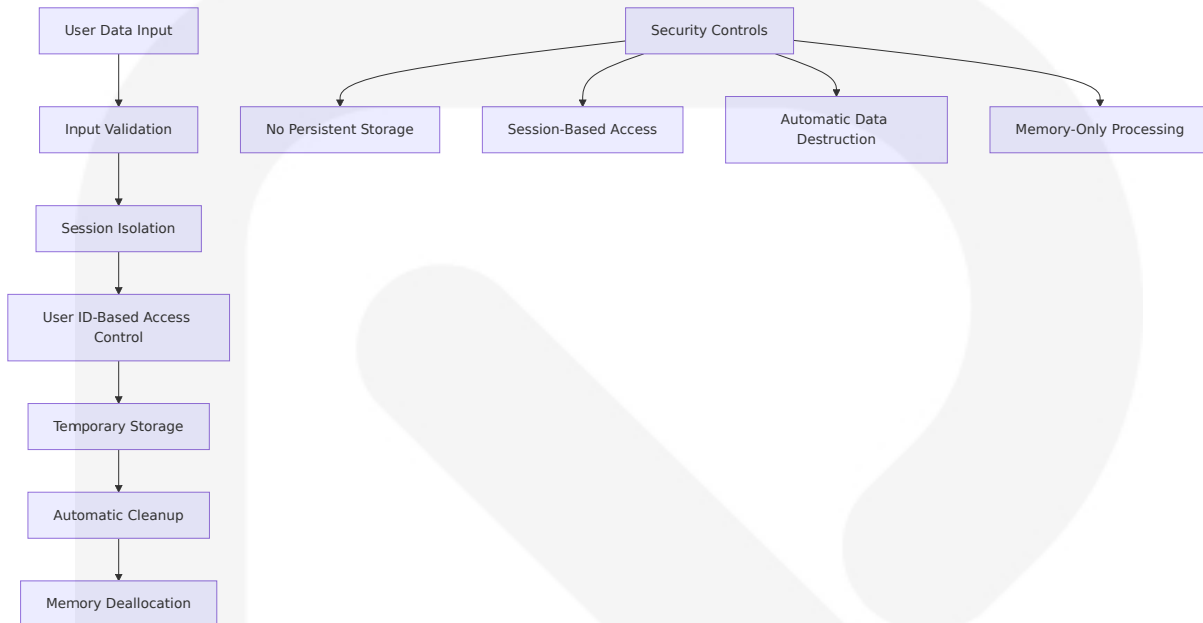 User Data Input
Security Controls
Input Validation
No Persistent Storage
Session-Based Access
Automatic Data
Destruction
Memory-Only Processing
Session Isolation
User ID-Based Access
Control
Temporary Storage
Automatic Cleanup
Memory Deallocation